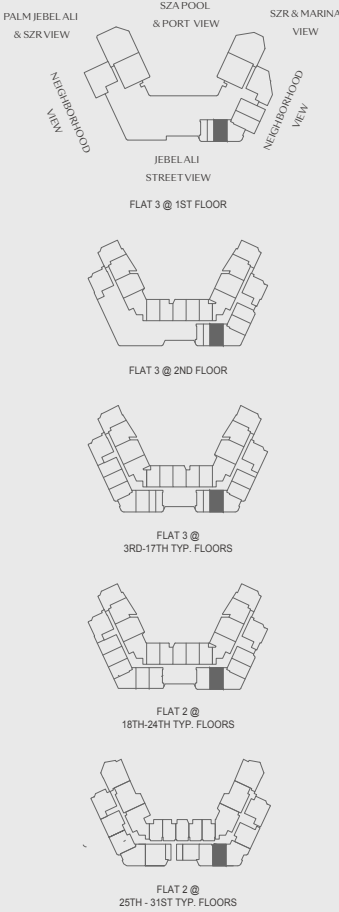 PALM JEBEL ALI
& SZR VIEW
SZA POOL
& PORT VIEW
SZR & MARINA
VIEW
NEIGHBORHOOD
VIEW
NEIGHBORHOOD
VIEW
JEBEL ALI
STREET VIEW
FLAT 3 @ 1ST FLOOR
FLAT 3 @ 2ND FLOOR
FLAT 3 @
3RD-17TH TYP. FLOORS
FLAT 2 @
18TH-24TH TYP. FLOORS
FLAT 2 @
25TH - 31ST TYP. FLOORS